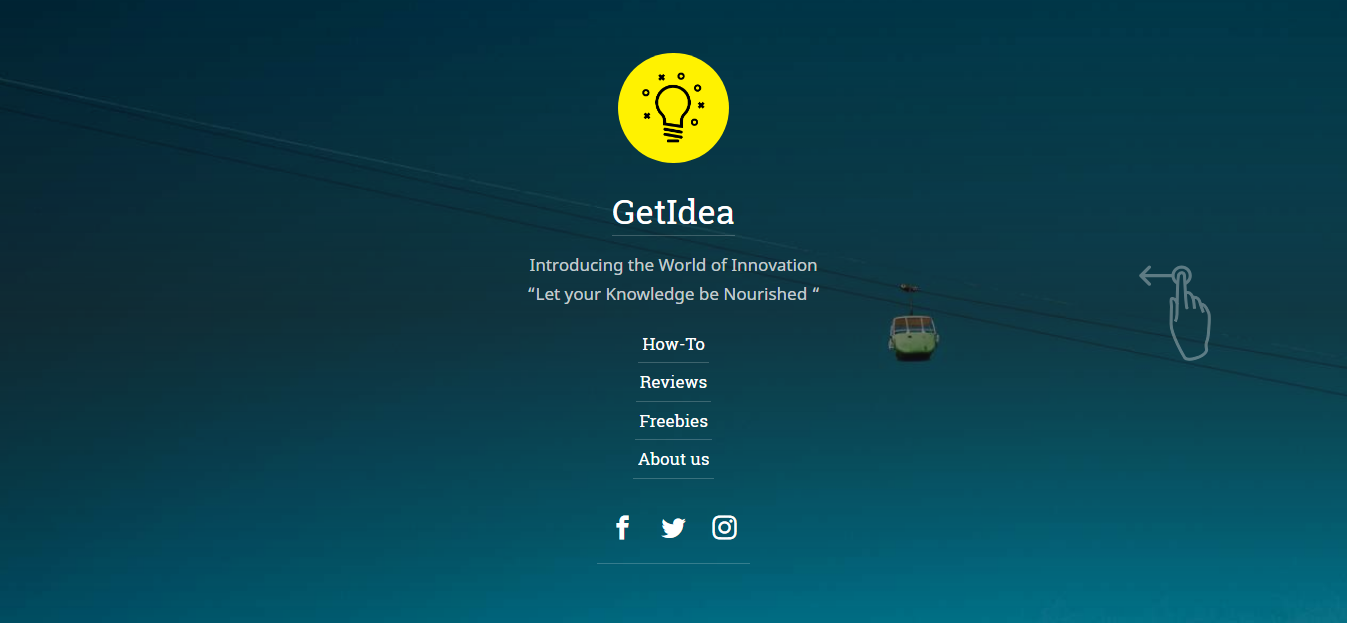 GetIdea
Introducing the World of Innovation
“Let your Knowledge be Nourished “
How-To
Reviews
Freebies
About us